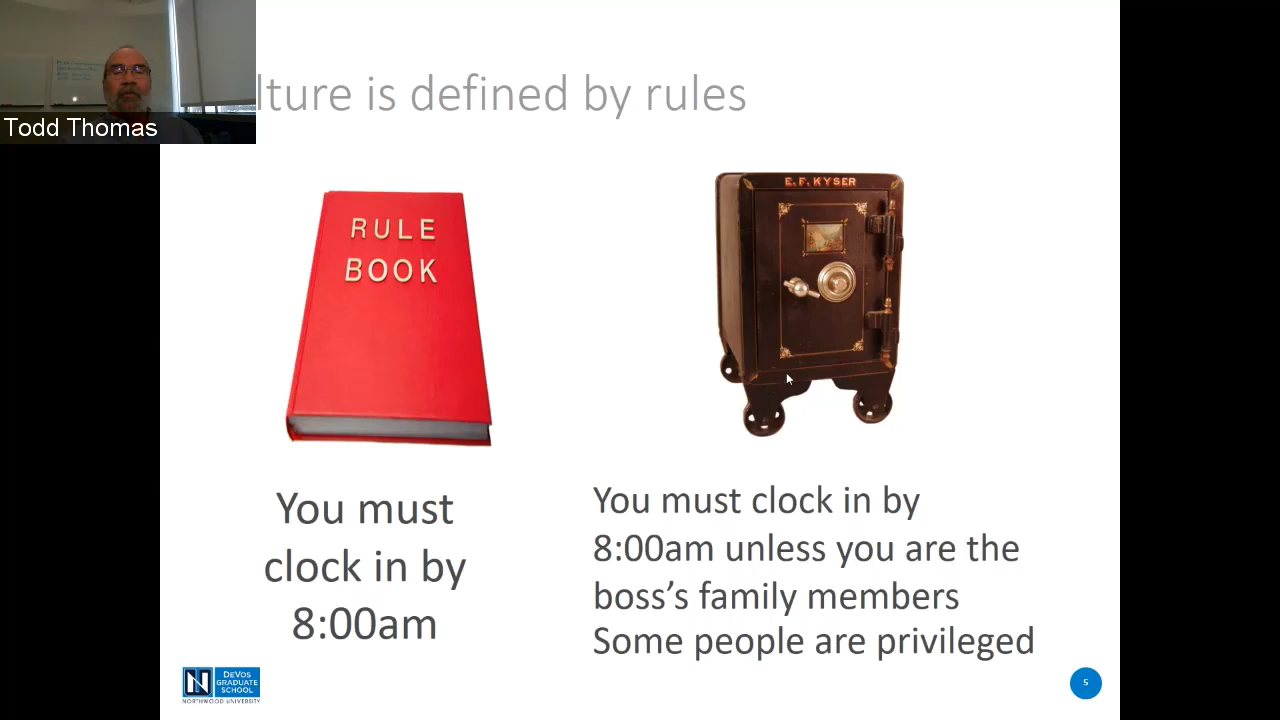 Todd Thomas
lture is defined by rules
E. F. KYSER
RULE
BOOK
You must
clock in by
8:00am
You must clock in by
8:00am unless you are the
boss’s family members
Some people are privileged
N
DEVOS
GRADUATE
SCHOOL
NORTHWOOD UNIVERSITY
5